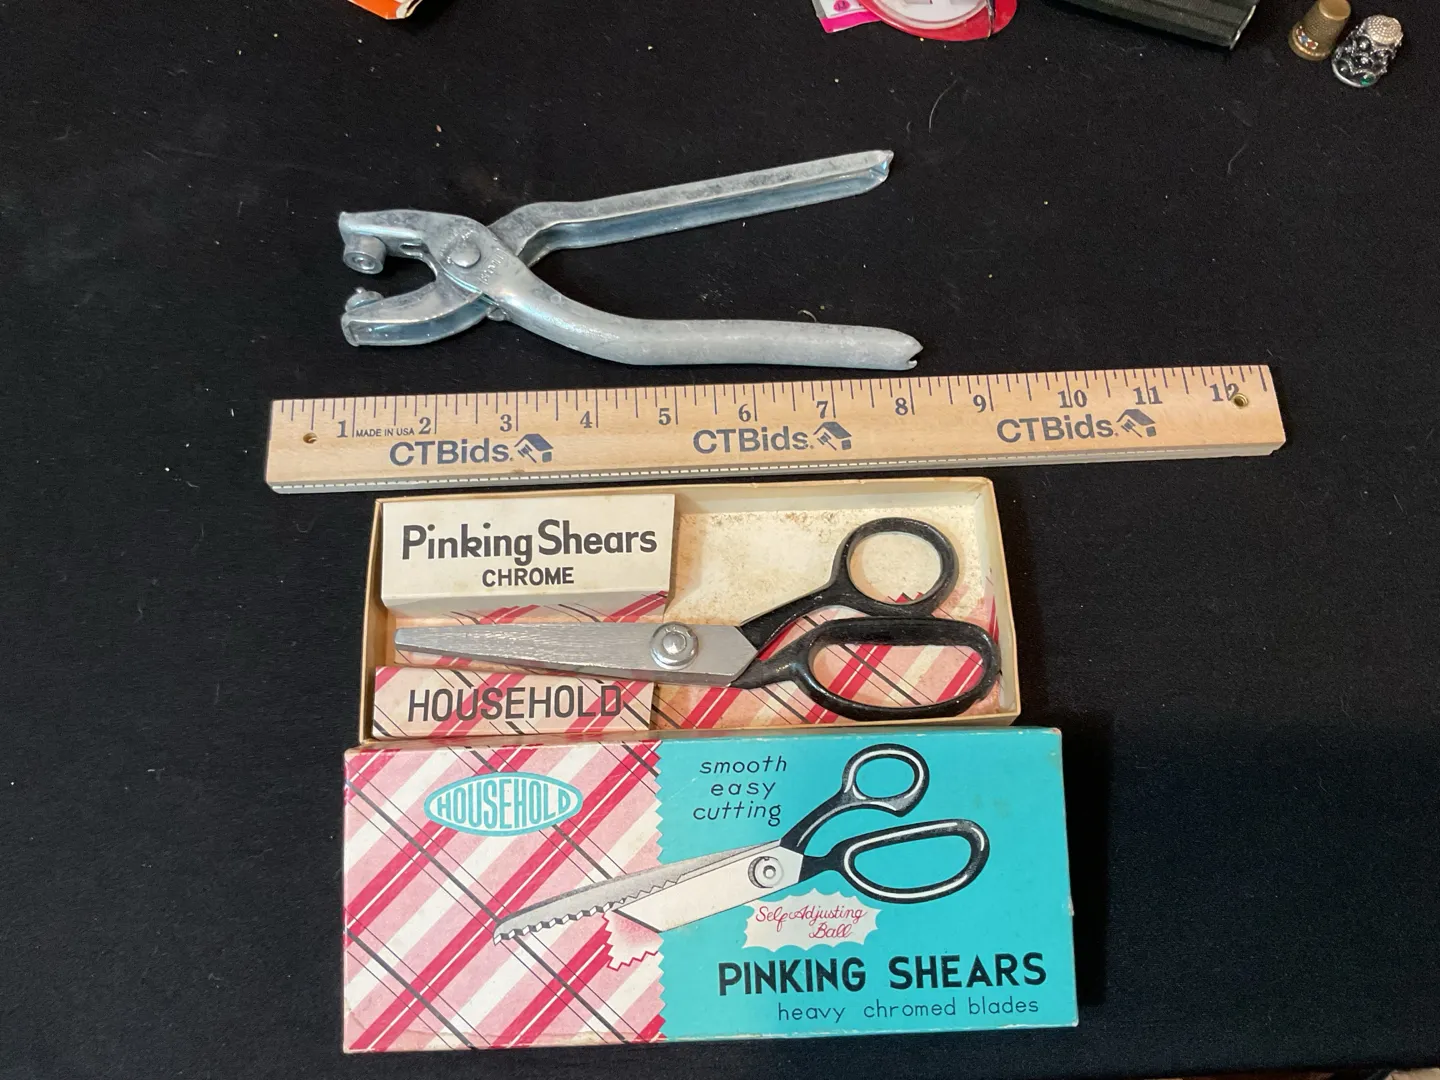 1 MADE IN USA 2 3 4 5 6 7 8 9 10 11 12
CTBids. CTBids. CTBids.
Pinking Shears
CHROME
HOUSEHOLD
HOUSEHOLD
smooth
easy
cutting
Self-Adjusting
Ball
PINKING SHEARS
heavy chromed blades